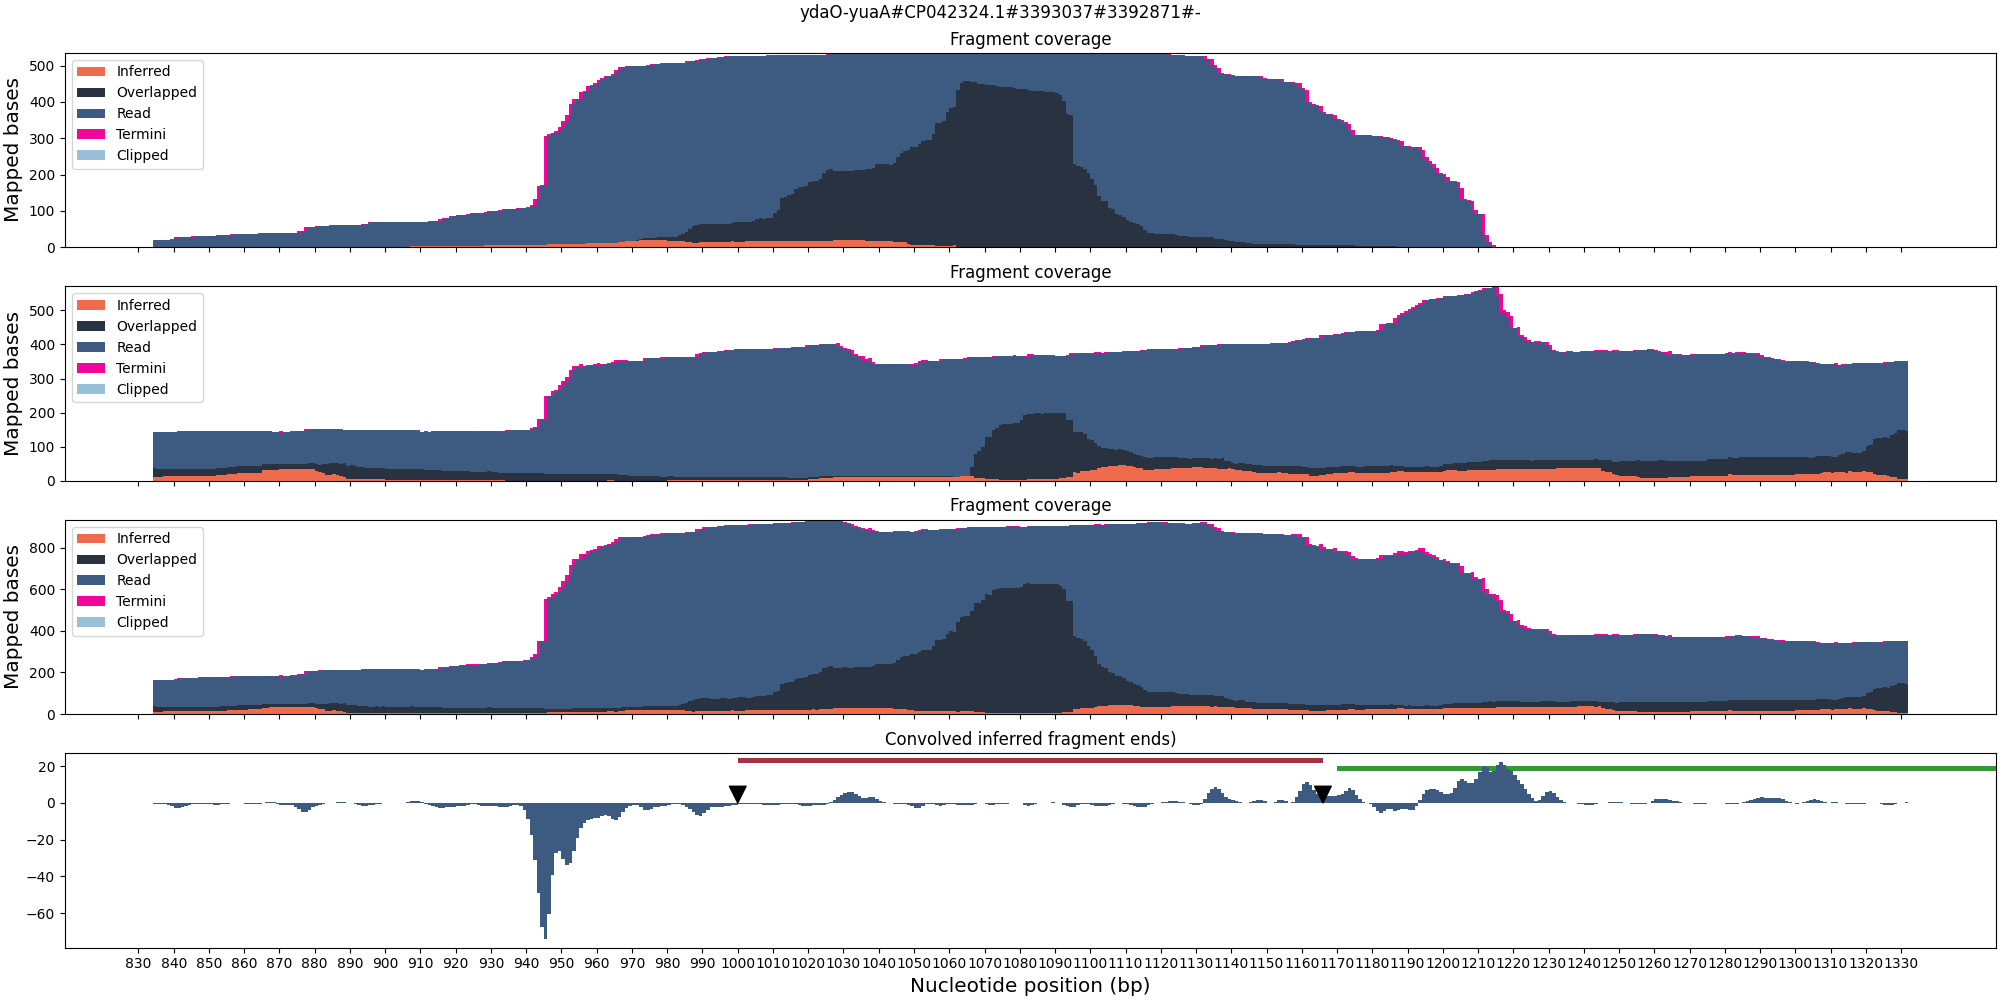 ydaO-yuaA#CP042324.1#3393037#3392871#-
Fragment coverage
Mapped bases
500
400
300
200
100
0
Inferred
Overlapped
Read
Termini
Clipped
Fragment coverage
Mapped bases
500
400
300
200
100
0
Inferred
Overlapped
Read
Termini
Clipped
Fragment coverage
Mapped bases
800
600
400
200
0
Inferred
Overlapped
Read
Termini
Clipped
Convolved inferred fragment ends)
20
0
−20
−40
−60
830 840 850 860 870 880 890 900 910 920 930 940 950 960 970 980 990 1000 1010 1020 1030 1040 1050 1060 1070 1080 1090 1100 1110 1120 1130 1140 1150 1160 1170 1180 1190 1200 1210 1220 1230 1240 1250 1260 1270 1280 1290 1300 1310 1320 1330
Nucleotide position (bp)